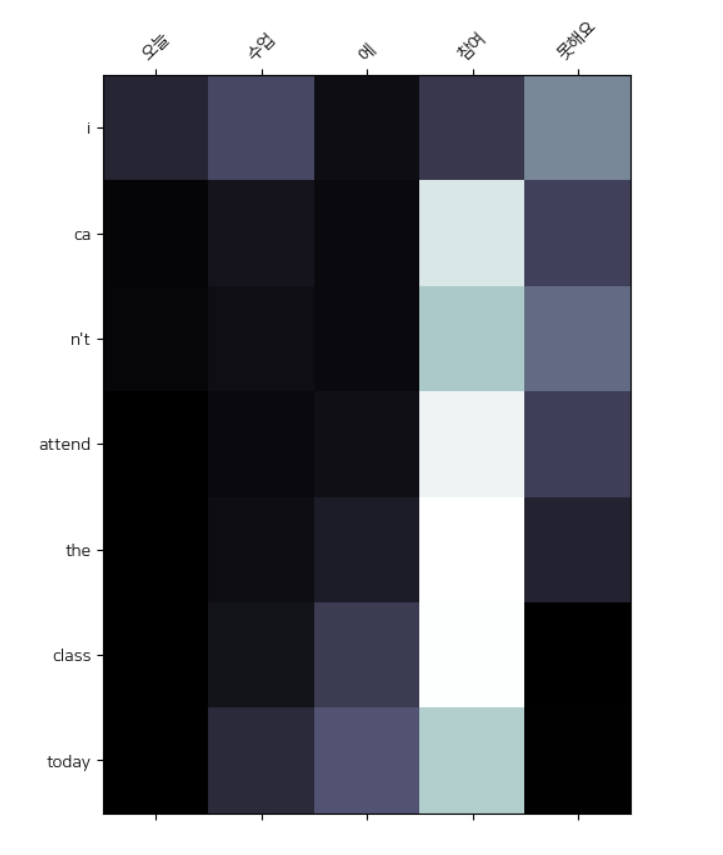 오늘 수업 에 참여 못해요
i
ca
n't
attend
the
class
today